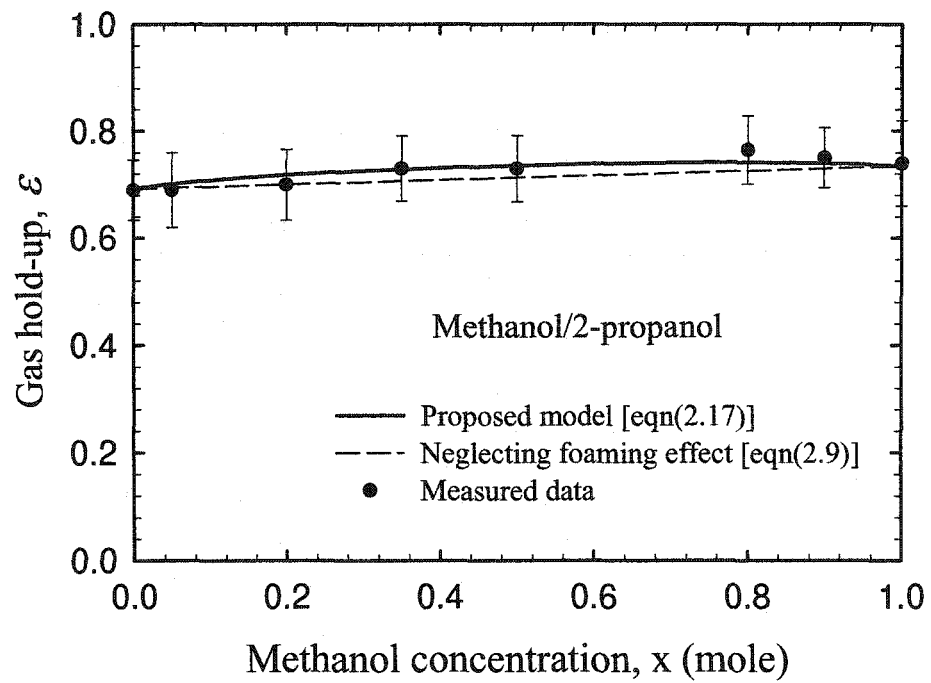 1.0
0.8
0.6
0.4
0.2
0.0
Gas hold-up, ε
Methanol/2-propanol
Proposed model [eqn(2.17)]
Neglecting foaming effect [eqn(2.9)]
Measured data
0.0 0.2 0.4 0.6 0.8 1.0
Methanol concentration, x (mole)